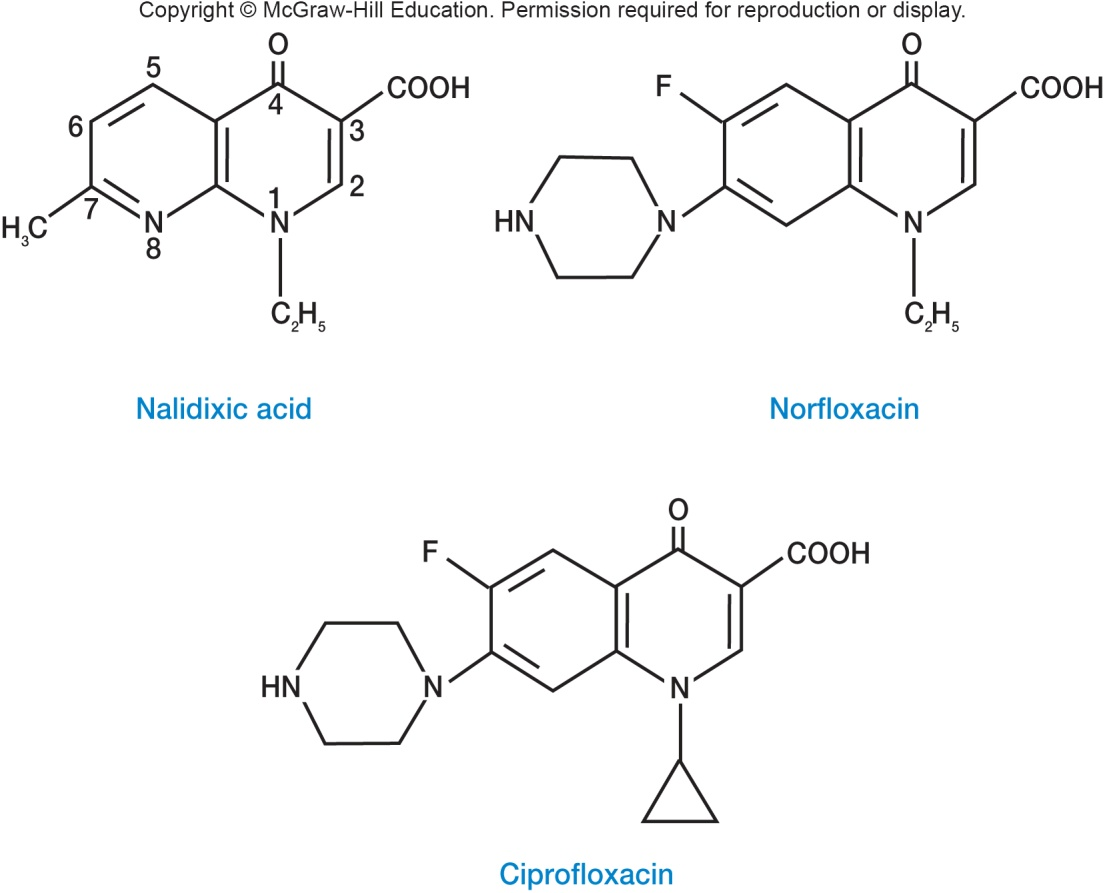 Copyright © McGraw-Hill Education. Permission required for reproduction or display.
O
5
COOH
4
6
3
1
2
7
H₃C
N
N
8
C₂H₅
Nalidixic acid
O
F
COOH
HN
N
N
C₂H₅
Norfloxacin
O
F
COOH
HN
N
N
Ciprofloxacin